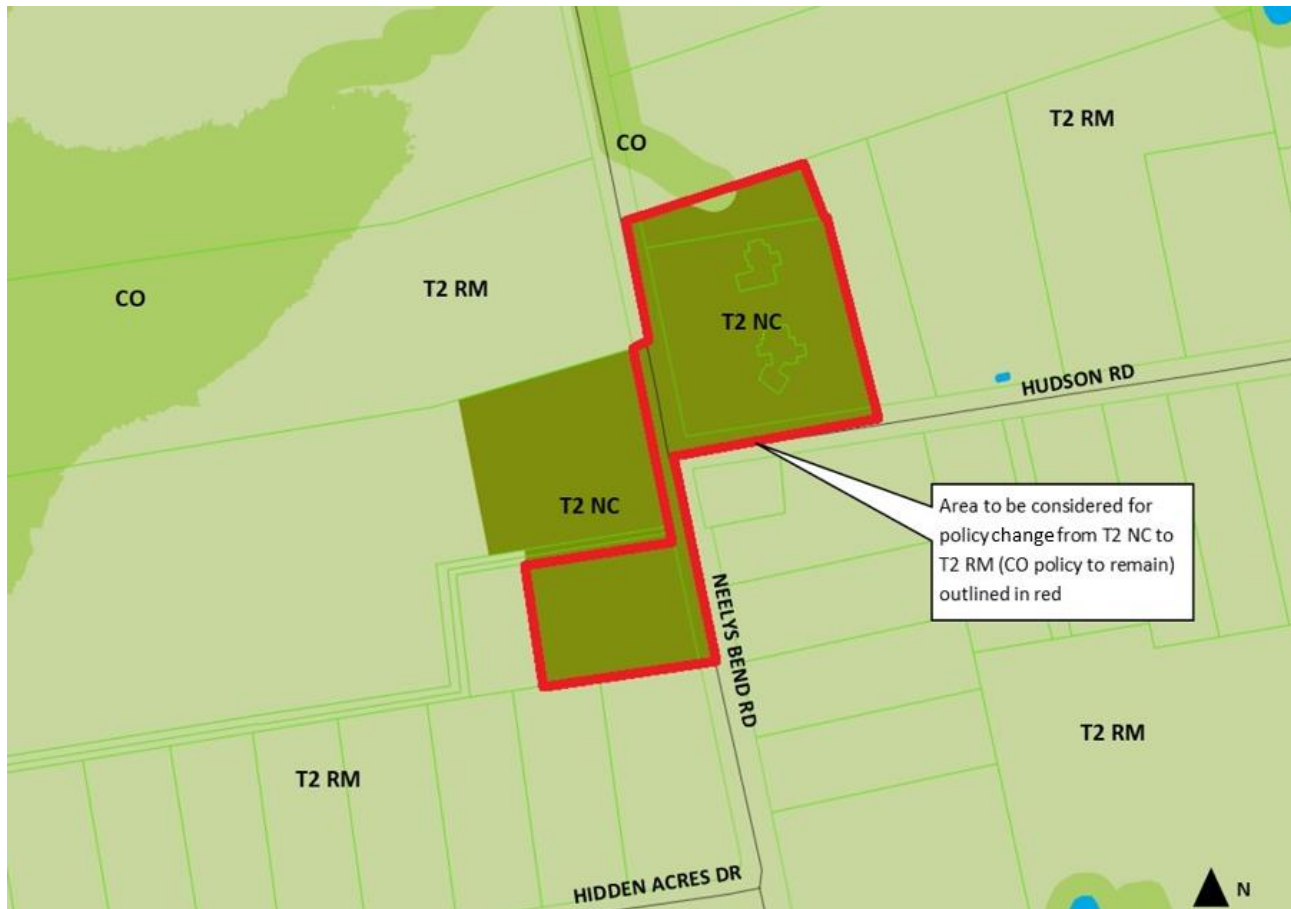 T2 RM
CO
CO
T2 RM
T2 NC
HUDSON RD
T2 NC
Area to be considered for
policy change from T2 NC to
T2 RM (CO policy to remain)
outlined in red
NEELYS BEND RD
T2 RM
T2 RM
HIDDEN ACRES DR
N